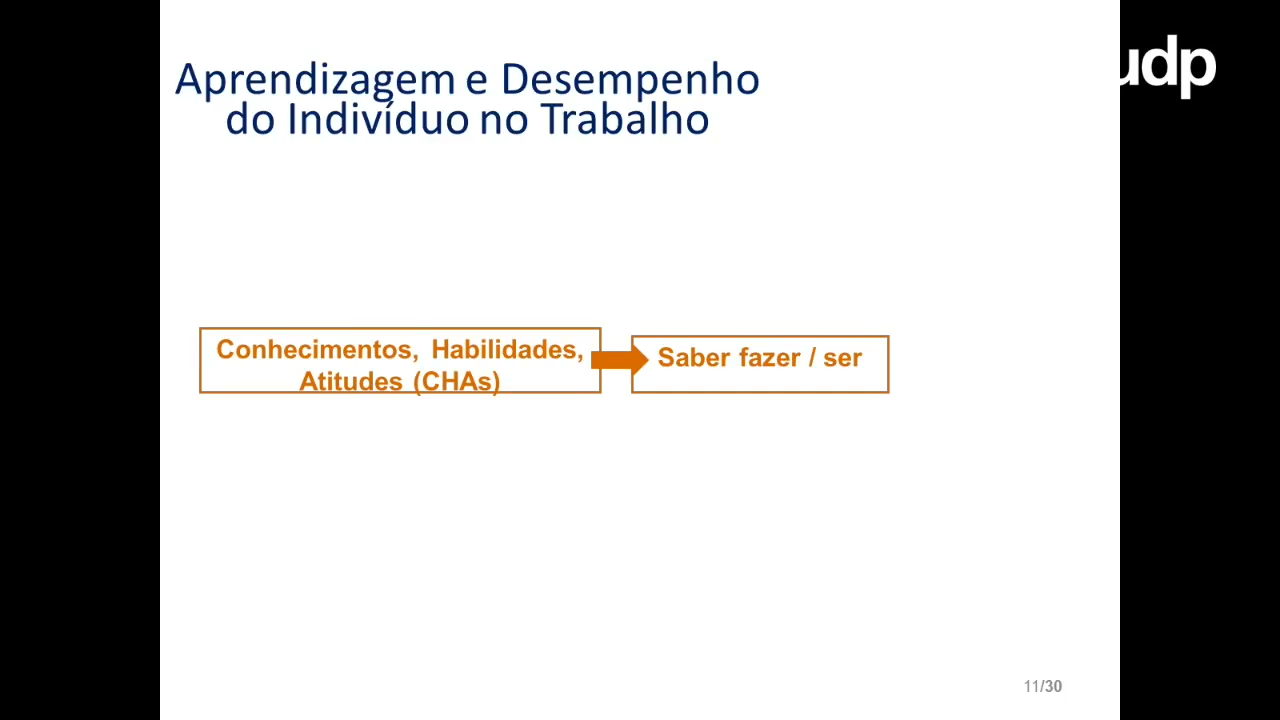 Aprendizagem e Desempenho
do Indivíduo no Trabalho
udp
Conhecimentos, Habilidades,
Atitudes (CHAs)
Saber fazer / ser
11/30